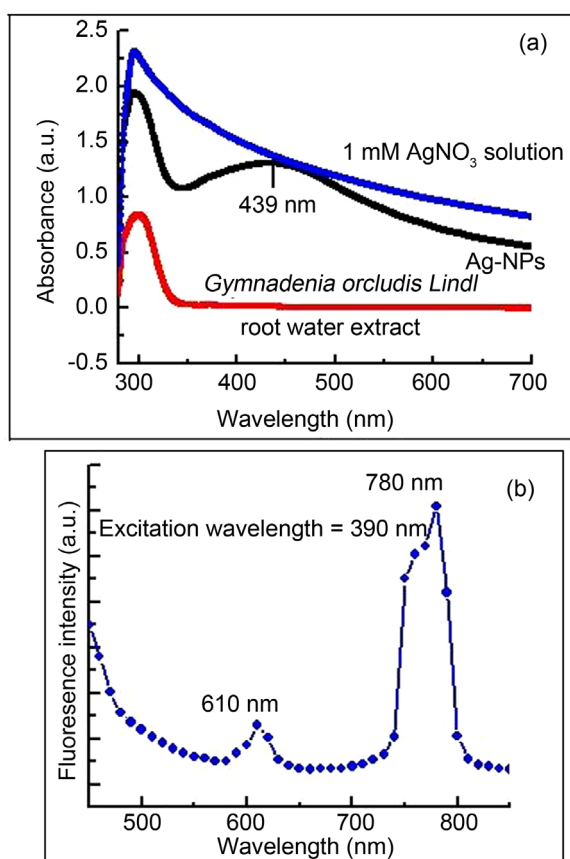 (a)
2.5
2.0
1.5
1.0
0.5
0.0
-0.5
Absorbance (a.u.)
1 mM AgNO₃ solution
439 nm
Ag-NPs
Gymnadenia orcludis Lindl
root water extract
300 400 500 600 700
Wavelength (nm)
(b)
780 nm
Excitation wavelength = 390 nm
610 nm
Fluoresence intensity (a.u.)
500 600 700 800
Wavelength (nm)